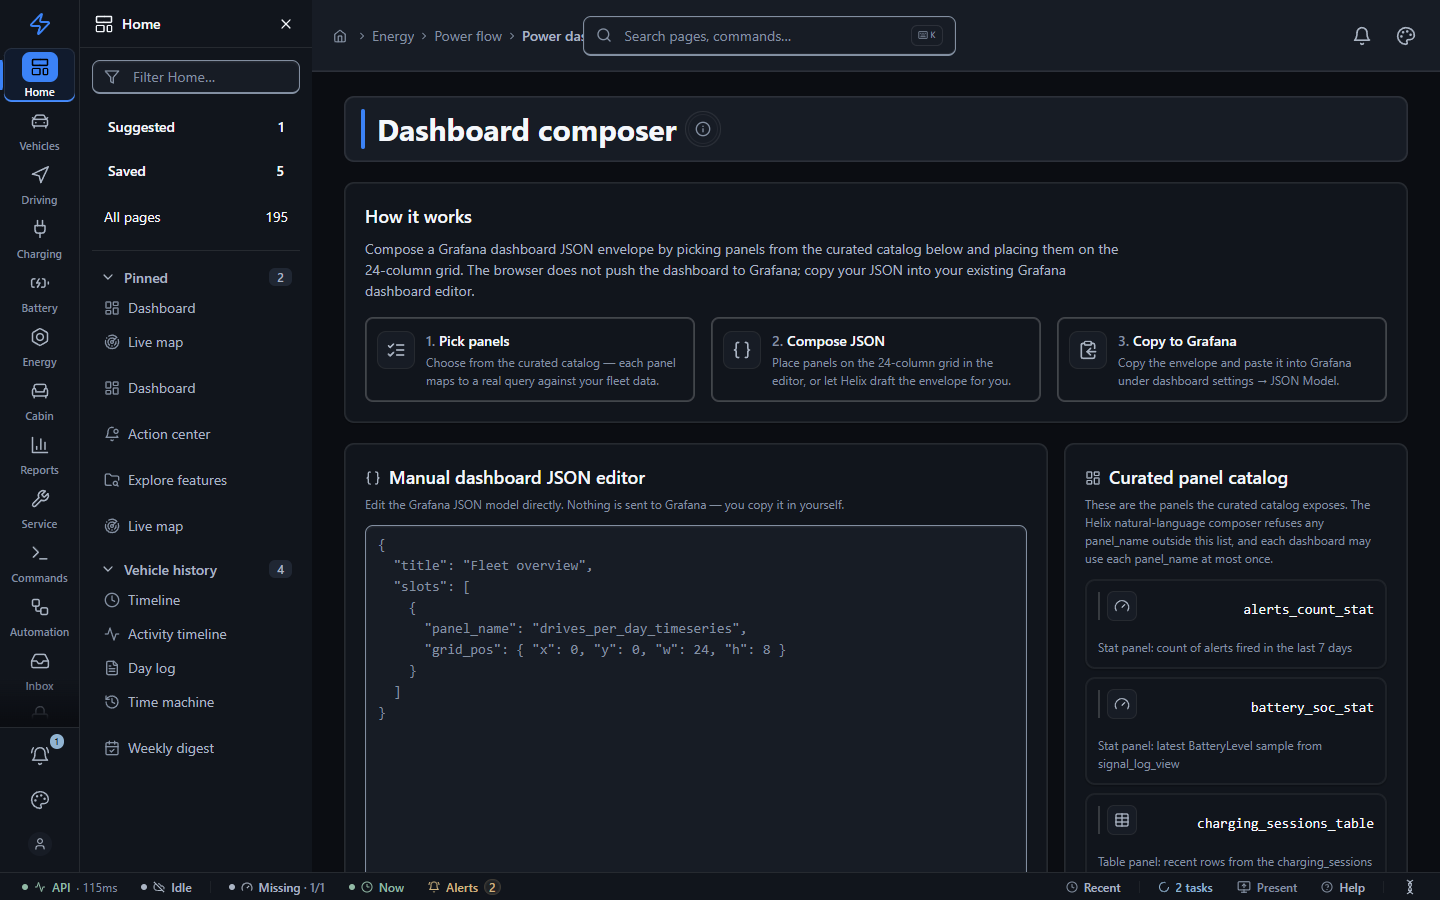 Home
Vehicles
Driving
Charging
Battery
Energy
Cabin
Reports
Service
Commands
Automation
Inbox
1
Home
Filter Home...
Suggested 1
Saved 5
All pages 195
Pinned 2
Dashboard
Live map
Dashboard
Action center
Explore features
Live map
Vehicle history 4
Timeline
Activity timeline
Day log
Time machine
Weekly digest
Energy > Power flow > Power das
Search pages, commands... K
Dashboard composer
How it works
Compose a Grafana dashboard JSON envelope by picking panels from the curated catalog below and placing them on the
24-column grid. The browser does not push the dashboard to Grafana; copy your JSON into your existing Grafana
dashboard editor.
1. Pick panels
Choose from the curated catalog — each panel
maps to a real query against your fleet data.
2. Compose JSON
Place panels on the 24-column grid in the
editor, or let Helix draft the envelope for you.
3. Copy to Grafana
Copy the envelope and paste it into Grafana
under dashboard settings → JSON Model.
Manual dashboard JSON editor
Edit the Grafana JSON model directly. Nothing is sent to Grafana — you copy it in yourself.
{
"title": "Fleet overview",
"slots": [
{
"panel_name": "drives_per_day_timeseries",
"grid_pos": { "x": 0, "y": 0, "w": 24, "h": 8 }
}
]
}
Curated panel catalog
These are the panels the curated catalog exposes. The
Helix natural-language composer refuses any
panel_name outside this list, and each dashboard may
use each panel_name at most once.
alerts_count_stat
Stat panel: count of alerts fired in the last 7 days
battery_soc_stat
Stat panel: latest BatteryLevel sample from
signal_log_view
charging_sessions_table
Table panel: recent rows from the charging_sessions
API · 115ms
Idle
Missing · 1/1
Now
Alerts 2
Recent
2 tasks
Present
Help